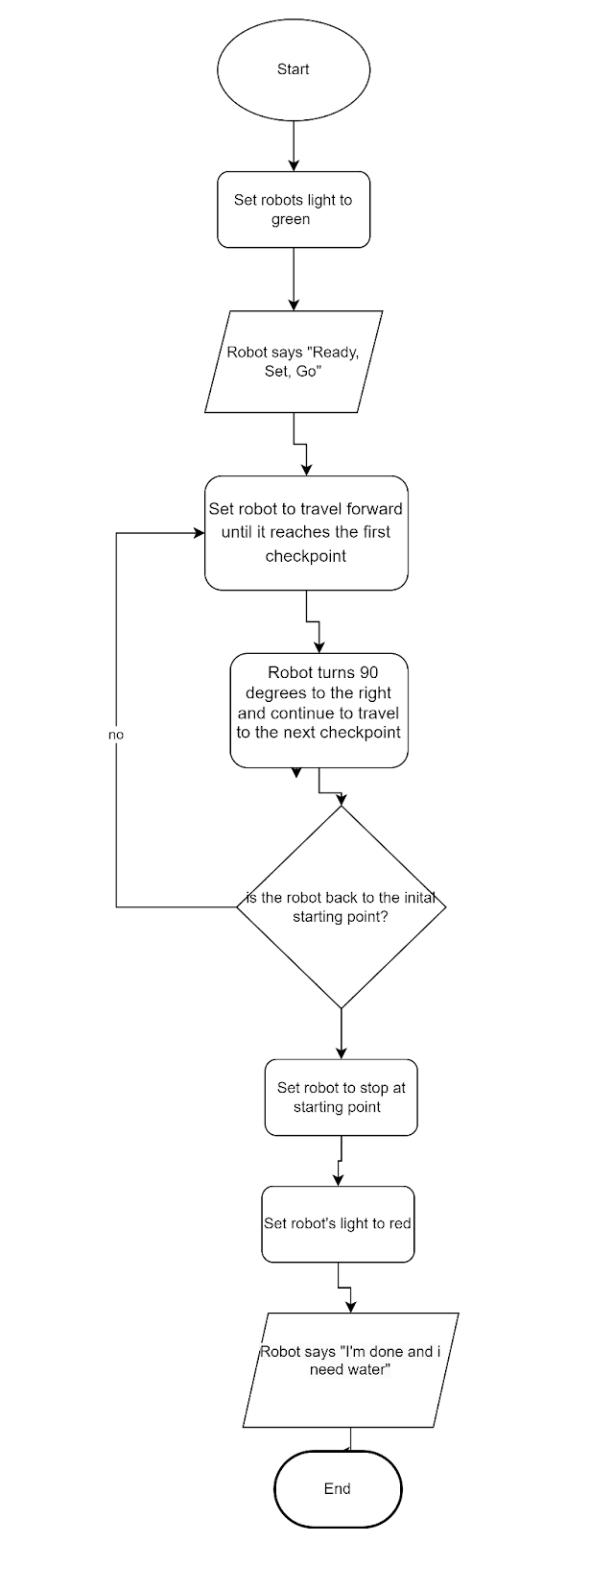 Start
Set robots light to
green
Robot says "Ready,
Set, Go"
Set robot to travel forward
until it reaches the first
checkpoint
Robot turns 90
degrees to the right
and continue to travel
to the next checkpoint
no
is the robot back to the inital
starting point?
Set robot to stop at
starting point
Set robot's light to red
Robot says "I'm done and i
need water"
End